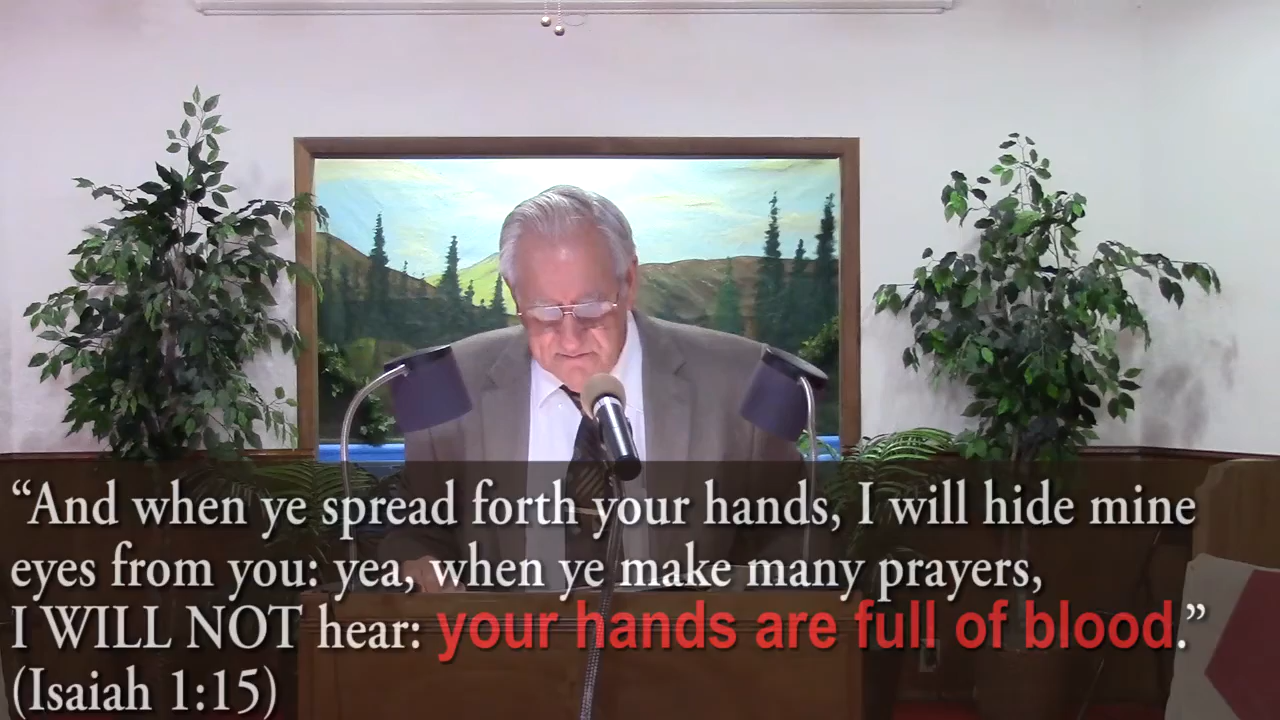 “And when ye spread forth your hands, I will hide mine
eyes from you: yea, when ye make many prayers,
I WILL NOT hear: your hands are full of blood.”
(Isaiah 1:15)